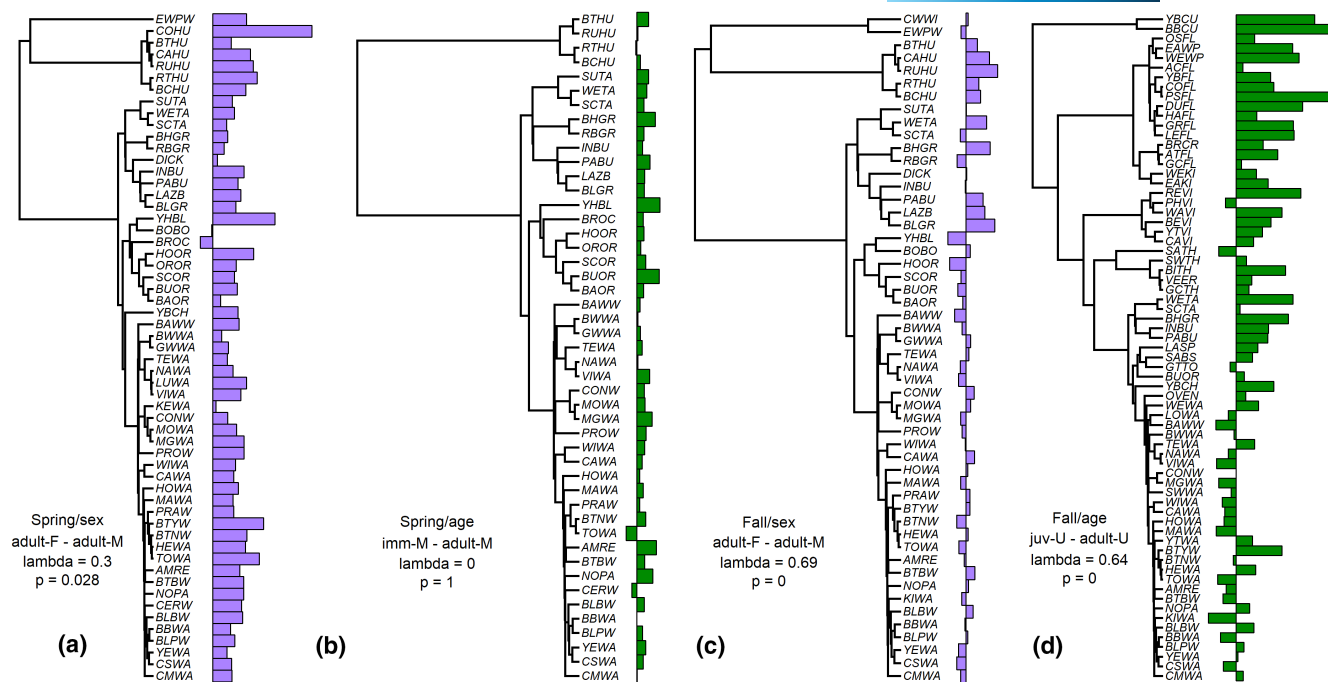 EWPW
COHU
BTHU
CAHU
RUHU
RTHU
BCHU
SUTA
WETA
SCTA
BHGR
RBGR
DICK
INBU
PABU
LAZB
BLGR
YHBL
BOBO
BROC
HOOR
OROR
SCOR
BUOR
BAOR
YBCH
BAWW
BWWA
GWWA
TEWA
NAWA
LUWA
VIWA
KEWA
CONW
MOWA
MGWA
PROW
WIWA
CAWA
HOWA
MAWA
PRAW
BTYW
BTNW
HEWA
TOWA
AMRE
BTBW
NOPA
CERW
BLBW
BBWA
BLPW
YEWA
CSWA
CMWA
Spring/sex
adult-F - adult-M
lambda = 0.3
p = 0.028
(a)
BTHU
RUHU
RTHU
BCHU
SUTA
WETA
SCTA
BHGR
RBGR
INBU
PABU
LAZB
BLGR
YHBL
BROC
HOOR
OROR
SCOR
BUOR
BAOR
BAWW
BWWA
GWWA
TEWA
NAWA
VIWA
CONW
MOWA
MGWA
PROW
WIWA
CAWA
HOWA
MAWA
PRAW
BTNW
TOWA
AMRE
BTBW
NOPA
CERW
BLBW
BBWA
BLPW
YEWA
CSWA
CMWA
Spring/age
imm-M - adult-M
lambda = 0
p = 1
(b)
CWWI
EWPW
BTHU
CAHU
RUHU
RTHU
BCHU
SUTA
WETA
SCTA
BHGR
RBGR
DICK
INBU
PABU
LAZB
BLGR
YHBL
BOBO
HOOR
SCOR
BUOR
BAOR
BAWW
BWWA
GWWA
TEWA
NAWA
VIWA
CONW
MOWA
MGWA
PROW
WIWA
CAWA
HOWA
MAWA
PRAW
BTYW
BTNW
HEWA
TOWA
AMRE
BTBW
NOPA
KIWA
BLBW
BBWA
BLPW
YEWA
CSWA
CMWA
Fall/sex
adult-F - adult-M
lambda = 0.69
p = 0
(c)
YBCU
BBCU
OSFL
EAWP
WEWP
ACFL
YBFL
COFL
PSFL
DUFL
HAFL
GRFL
LEFL
BRCR
ATFL
GCFL
WEKI
EAKI
REVI
PHVI
WAVI
BEVI
YTVI
CAVI
SATH
SWTH
BITH
VEER
GCTH
WETA
SCTA
BHGR
INBU
PABU
LASP
SABS
GTTO
BUOR
YBCH
OVEN
WEWA
LOWA
BAWW
BWWA
TEWA
NAWA
VIWA
CONW
MGWA
SWWA
WIWA
CAWA
HOWA
MAWA
YTWA
BTYW
BTNW
HEWA
TOWA
AMRE
BTBW
NOPA
KIWA
BLBW
BBWA
BLPW
YEWA
CSWA
CMWA
Fall/age
juv-U - adult-U
lambda = 0.64
p = 0
(d)